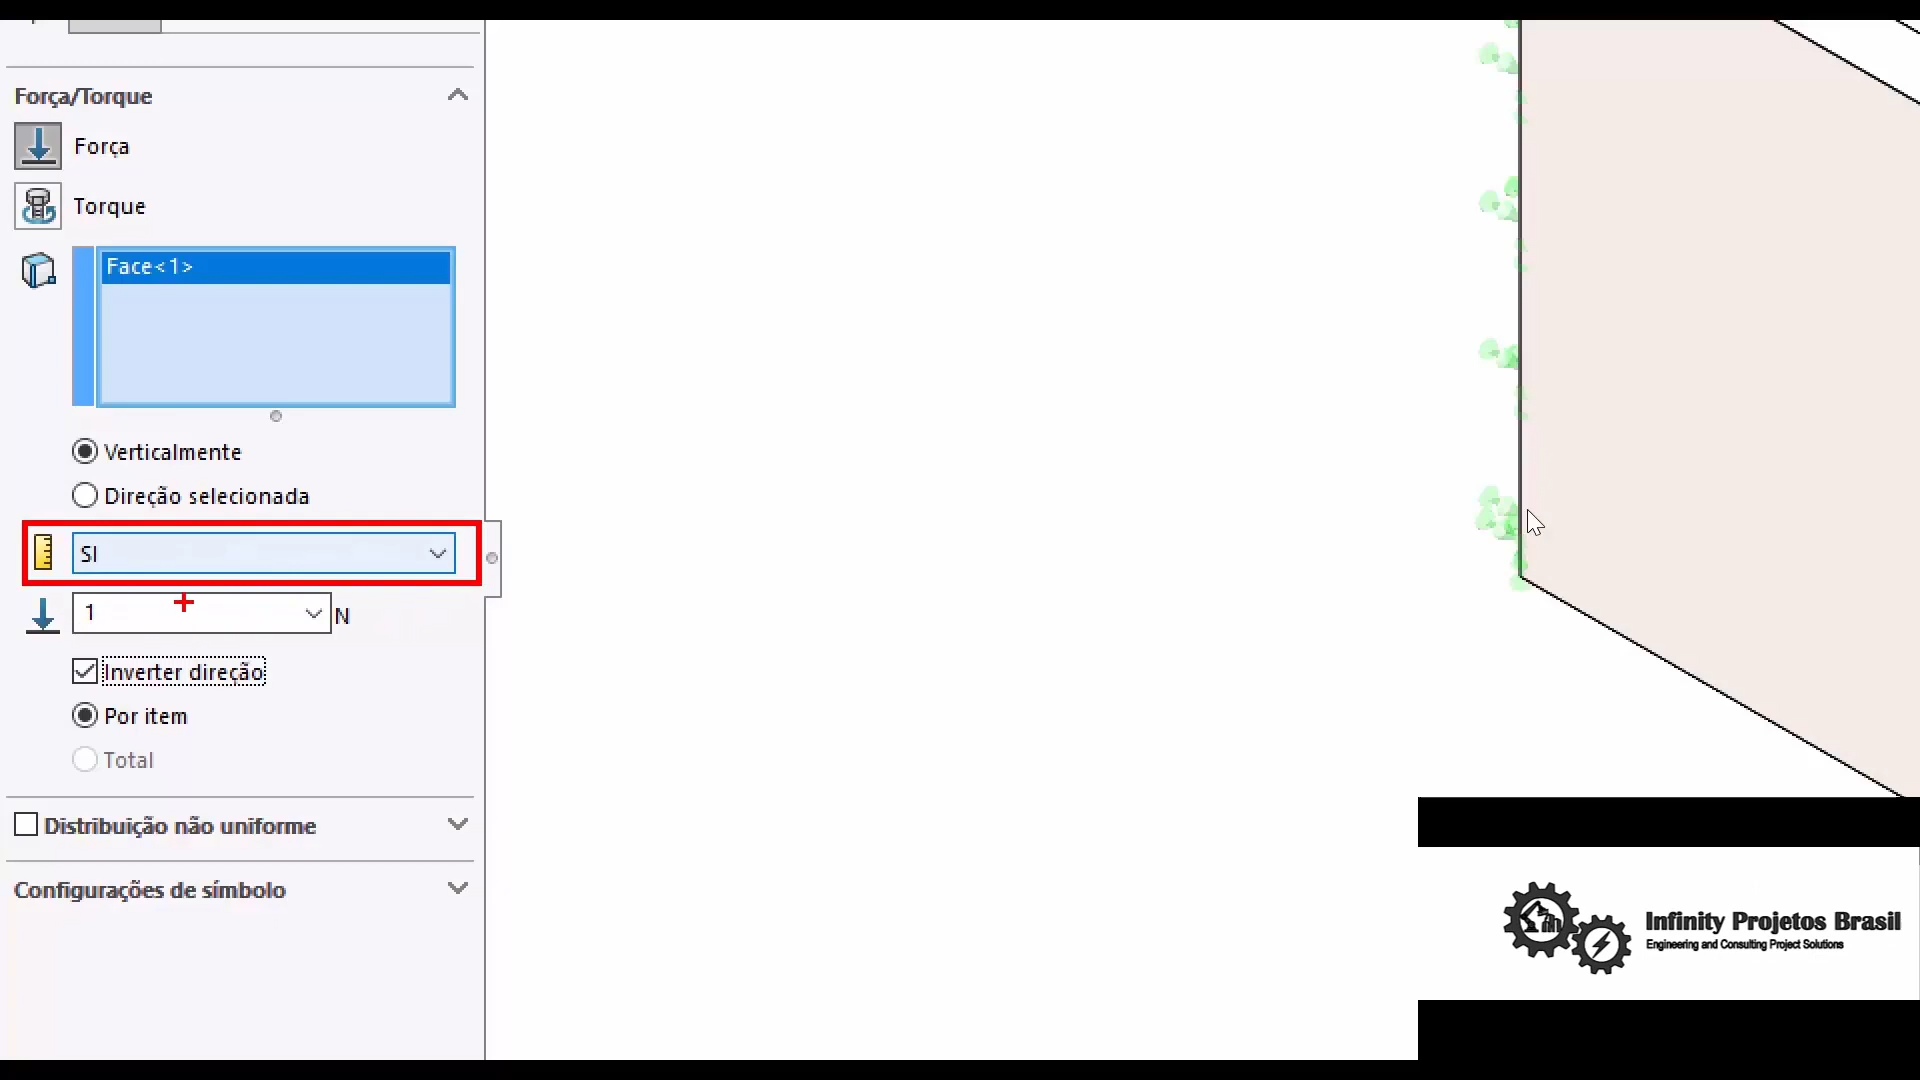 Força/Torque
Força
Torque
Face<1>
Verticalmente
Direção selecionada
SI
1 N
Inverter direção
Por item
Total
Distribuição não uniforme
Configurações de símbolo
Infinity Projetos Brasil
Engineering and Consulting Project Solutions